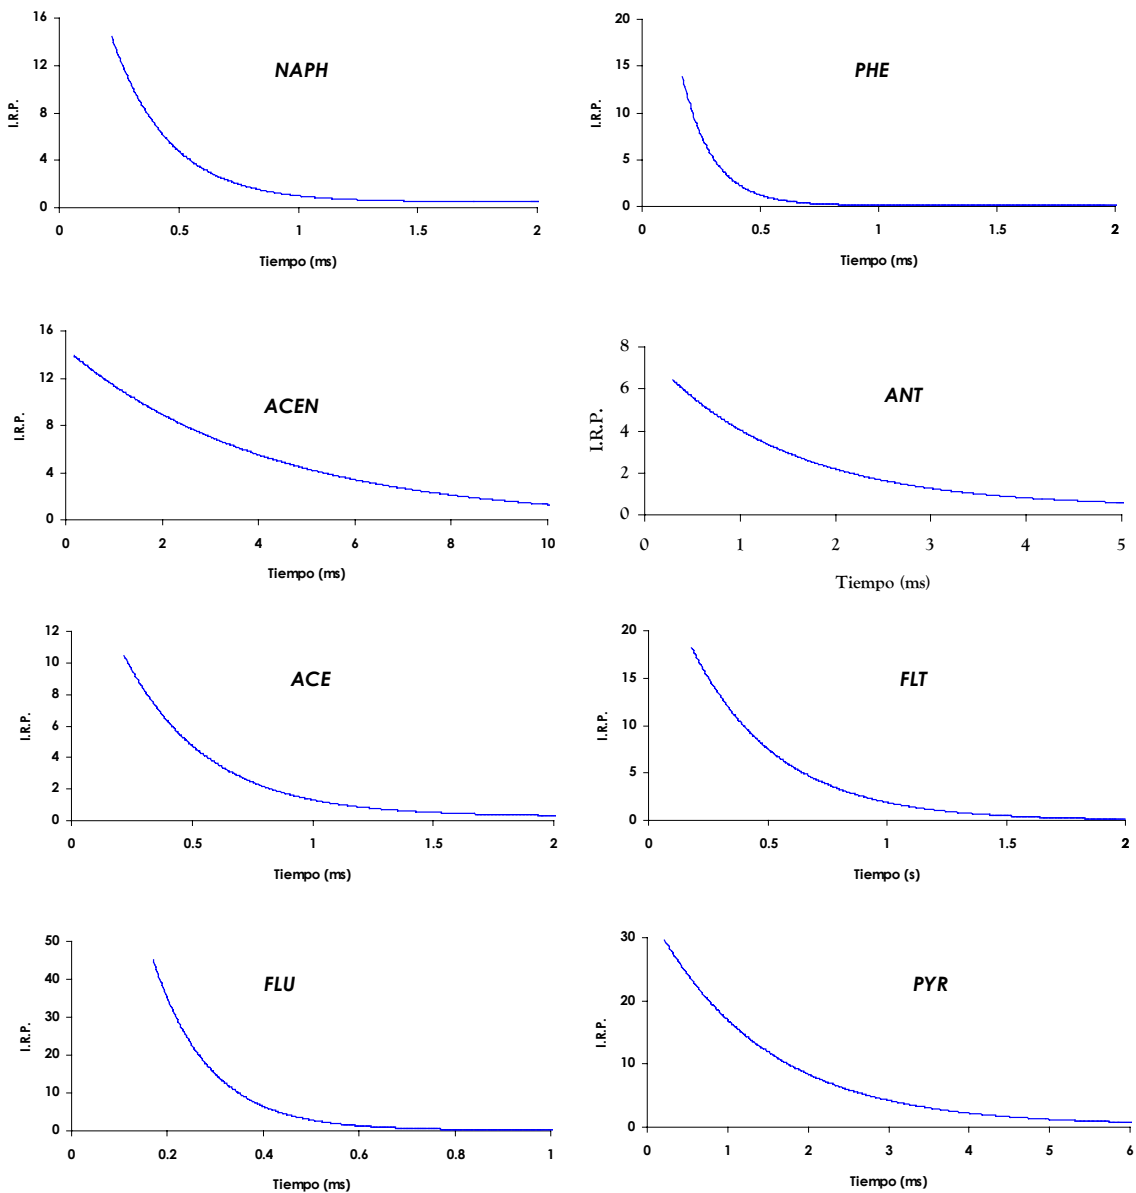 NAPH
I.R.P.
16
12
8
4
0
0 0.5 1 1.5 2
Tiempo (ms)
PHE
I.R.P.
20
15
10
5
0
0 0.5 1 1.5 2
Tiempo (ms)
ACEN
I.R.P.
16
12
8
4
0
0 2 4 6 8 10
Tiempo (ms)
ANT
I.R.P.
8
6
4
2
0
0 1 2 3 4 5
Tiempo (ms)
ACE
I.R.P.
12
10
8
6
4
2
0
0 0.5 1 1.5 2
Tiempo (ms)
FLT
I.R.P.
20
15
10
5
0
0 0.5 1 1.5 2
Tiempo (s)
FLU
I.R.P.
50
40
30
20
10
0
0 0.2 0.4 0.6 0.8 1
Tiempo (ms)
PYR
I.R.P.
30
20
10
0
0 1 2 3 4 5 6
Tiempo (ms)